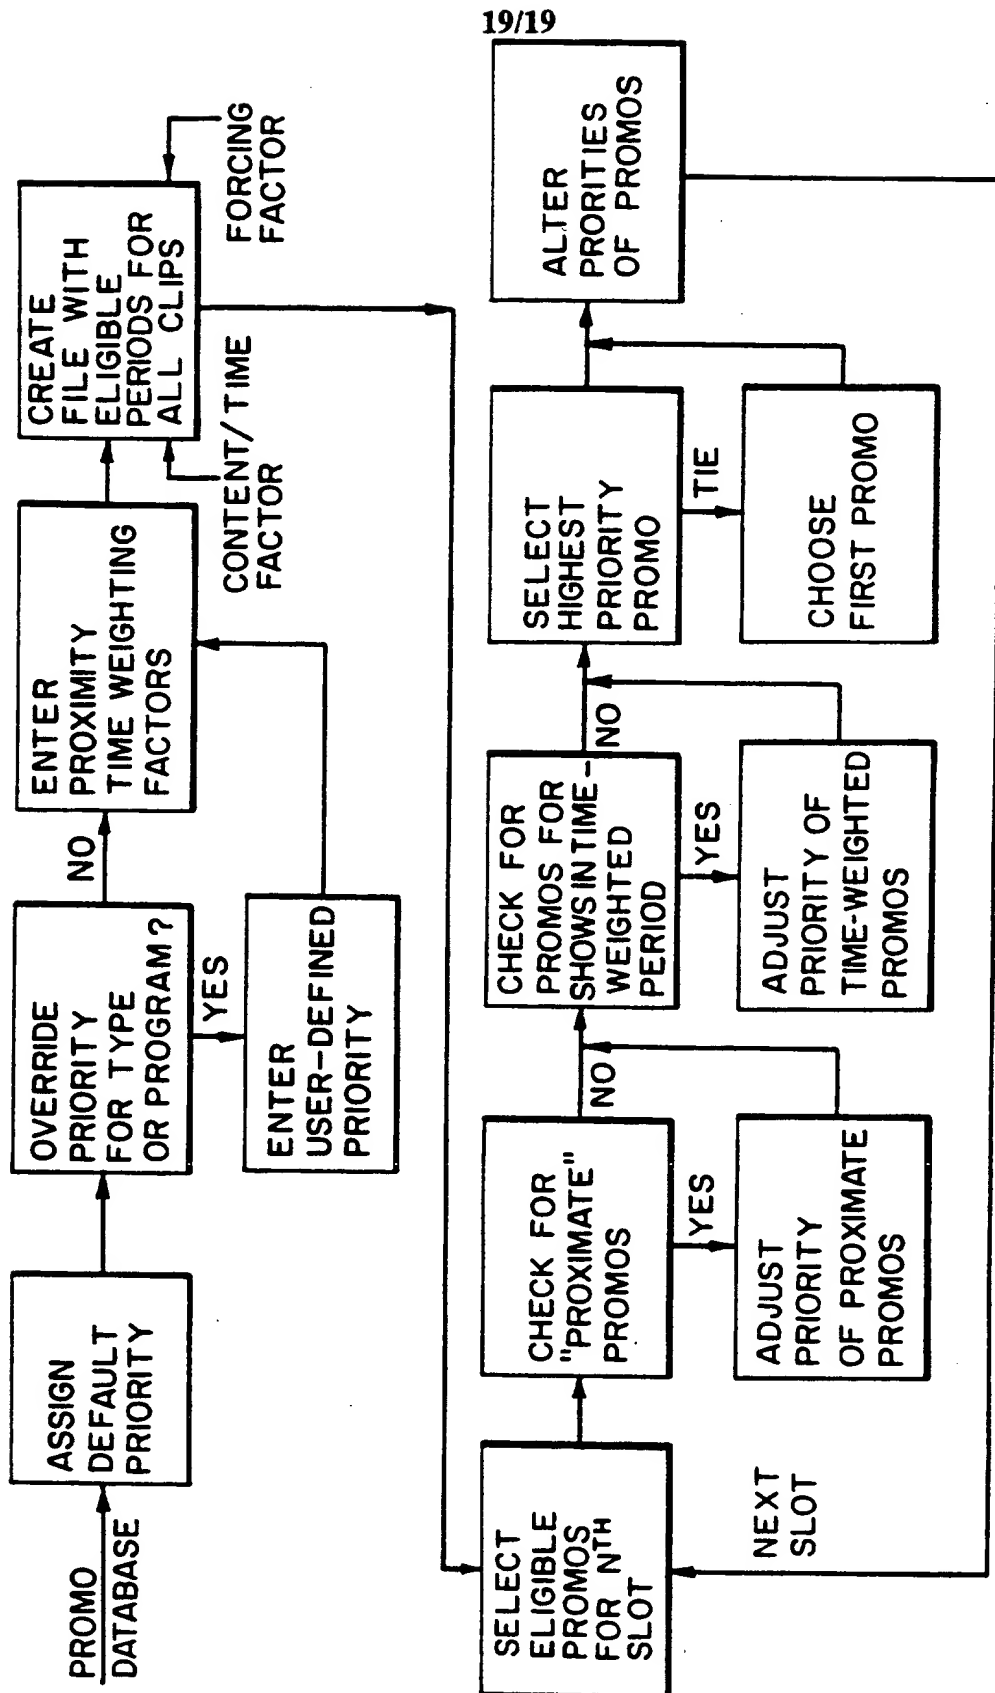 19/19
PROMO
DATABASE
ASSIGN
DEFAULT
PRIORITY
OVERRIDE
PRIORITY
FOR TYPE
OR PROGRAM?
NO
YES
ENTER
USER-DEFINED
PRIORITY
ENTER
PROXIMITY
TIME WEIGHTING
FACTORS
CREATE
FILE WITH
ELIGIBLE
PERIODS FOR
ALL CLIPS
CONTENT/TIME
FACTOR
FORCING
FACTOR
SELECT
ELIGIBLE
PROMOS
FOR NTH
SLOT
NEXT
SLOT
CHECK FOR
"PROXIMATE"
PROMOS
NO
YES
ADJUST
PRIORITY
OF PROXIMATE
PROMOS
CHECK FOR
PROMOS FOR
SHOWS IN TIME-
WEIGHTED
PERIOD
NO
YES
ADJUST
PRIORITY OF
TIME-WEIGHTED
PROMOS
SELECT
HIGHEST
PRIORITY
PROMO
TIE
CHOOSE
FIRST PROMO
ALTER
PRORITIES
OF PROMOS